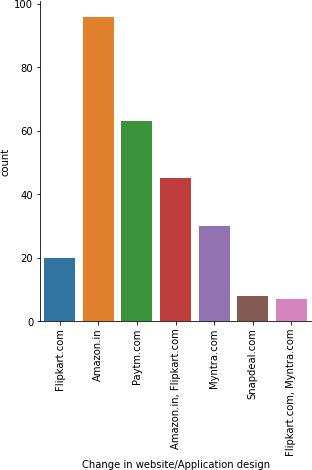 100
80
60
40
20
0
count
Flipkart.com
Amazon.in
Paytm.com
Amazon.in, Flipkart.com
Myntra.com
Snapdeal.com
Flipkart.com, Myntra.com
Change in website/Application design